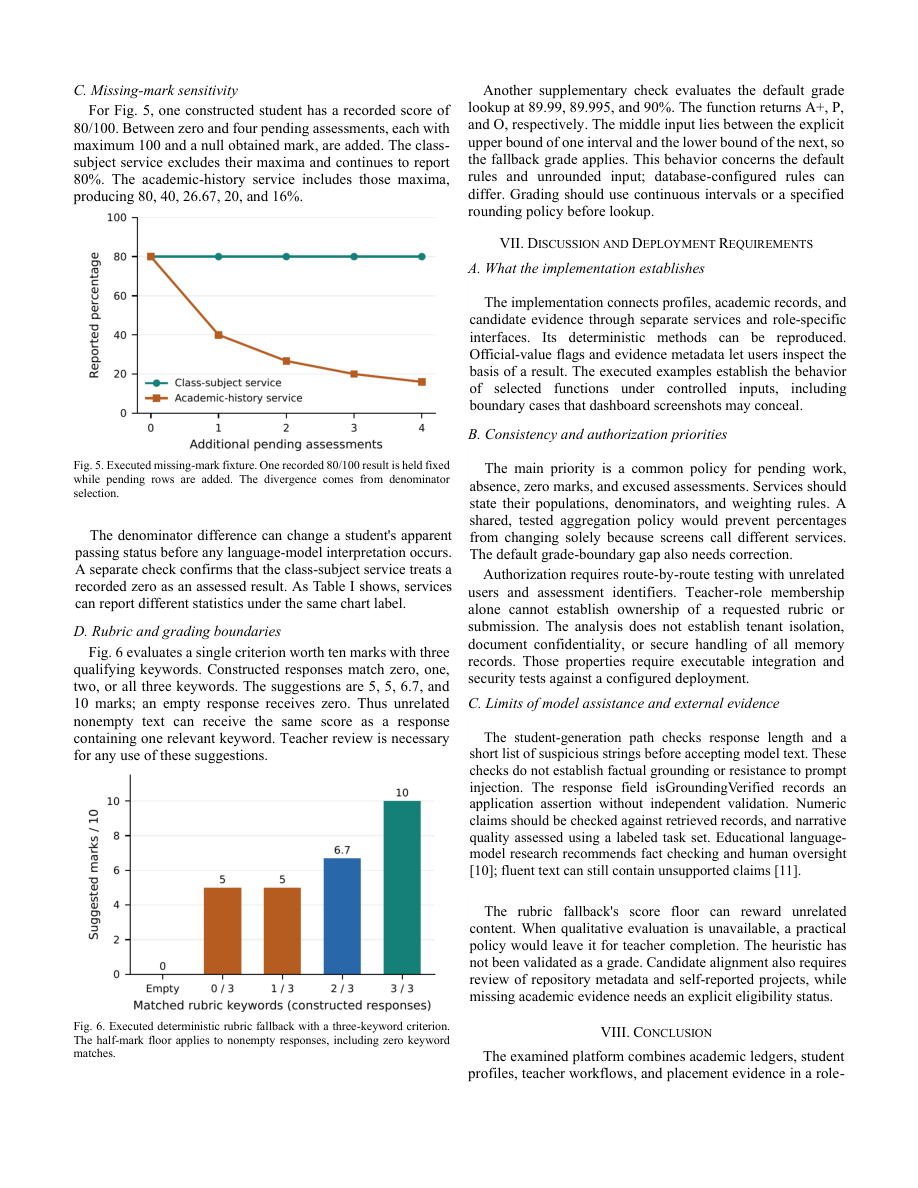 C. Missing-mark sensitivity
For Fig. 5, one constructed student has a recorded score of
80/100. Between zero and four pending assessments, each with
maximum 100 and a null obtained mark, are added. The class-
subject service excludes their maxima and continues to report
80%. The academic-history service includes those maxima,
producing 80, 40, 26.67, 20, and 16%.
100
80
60
40
20
0
Reported percentage
Class-subject service
Academic-history service
0 1 2 3 4
Additional pending assessments
Fig. 5. Executed missing-mark fixture. One recorded 80/100 result is held fixed
while pending rows are added. The divergence comes from denominator
selection.
The denominator difference can change a student's apparent
passing status before any language-model interpretation occurs.
A separate check confirms that the class-subject service treats a
recorded zero as an assessed result. As Table I shows, services
can report different statistics under the same chart label.
D. Rubric and grading boundaries
Fig. 6 evaluates a single criterion worth ten marks with three
qualifying keywords. Constructed responses match zero, one,
two, or all three keywords. The suggestions are 5, 5, 6.7, and
10 marks; an empty response receives zero. Thus unrelated
nonempty text can receive the same score as a response
containing one relevant keyword. Teacher review is necessary
for any use of these suggestions.
10
8
6
4
2
0
Suggested marks / 10
0 5 5 6.7 10
Empty 0 / 3 1 / 3 2 / 3 3 / 3
Matched rubric keywords (constructed responses)
Fig. 6. Executed deterministic rubric fallback with a three-keyword criterion.
The half-mark floor applies to nonempty responses, including zero keyword
matches.
Another supplementary check evaluates the default grade
lookup at 89.99, 89.995, and 90%. The function returns A+, P,
and O, respectively. The middle input lies between the explicit
upper bound of one interval and the lower bound of the next, so
the fallback grade applies. This behavior concerns the default
rules and unrounded input; database-configured rules can
differ. Grading should use continuous intervals or a specified
rounding policy before lookup.
VII. DISCUSSION AND DEPLOYMENT REQUIREMENTS
A. What the implementation establishes
The implementation connects profiles, academic records, and
candidate evidence through separate services and role-specific
interfaces. Its deterministic methods can be reproduced.
Official-value flags and evidence metadata let users inspect the
basis of a result. The executed examples establish the behavior
of selected functions under controlled inputs, including
boundary cases that dashboard screenshots may conceal.
B. Consistency and authorization priorities
The main priority is a common policy for pending work,
absence, zero marks, and excused assessments. Services should
state their populations, denominators, and weighting rules. A
shared, tested aggregation policy would prevent percentages
from changing solely because screens call different services.
The default grade-boundary gap also needs correction.
Authorization requires route-by-route testing with unrelated
users and assessment identifiers. Teacher-role membership
alone cannot establish ownership of a requested rubric or
submission. The analysis does not establish tenant isolation,
document confidentiality, or secure handling of all memory
records. Those properties require executable integration and
security tests against a configured deployment.
C. Limits of model assistance and external evidence
The student-generation path checks response length and a
short list of suspicious strings before accepting model text. These
checks do not establish factual grounding or resistance to prompt
injection. The response field isGroundingVerified records an
application assertion without independent validation. Numeric
claims should be checked against retrieved records, and narrative
quality assessed using a labeled task set. Educational language-
model research recommends fact checking and human oversight
[10]; fluent text can still contain unsupported claims [11].
The rubric fallback's score floor can reward unrelated
content. When qualitative evaluation is unavailable, a practical
policy would leave it for teacher completion. The heuristic has
not been validated as a grade. Candidate alignment also requires
review of repository metadata and self-reported projects, while
missing academic evidence needs an explicit eligibility status.
VIII. CONCLUSION
The examined platform combines academic ledgers, student
profiles, teacher workflows, and placement evidence in a role-